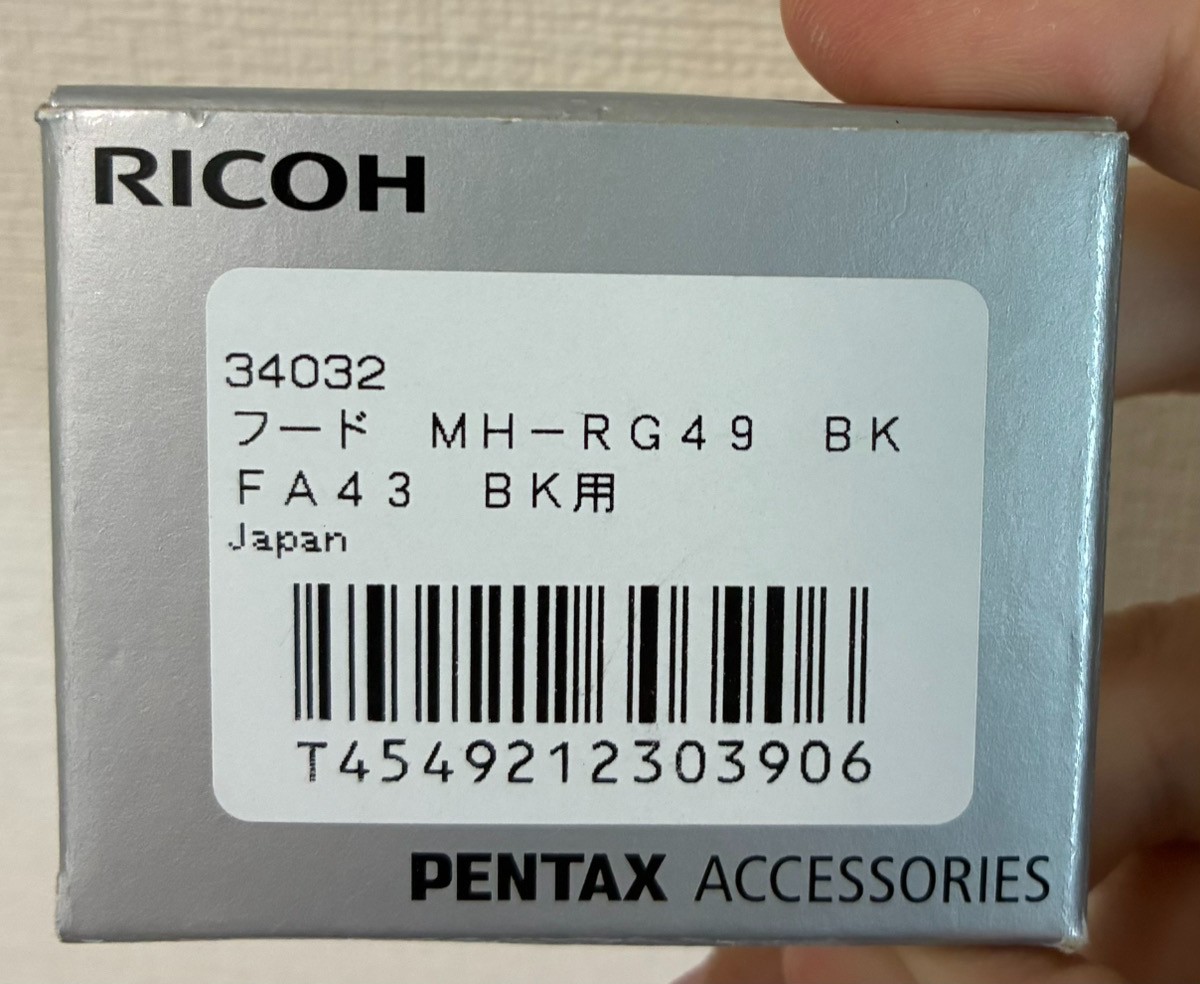 RICOH
34032
フード　ＭＨ－ＲＧ４９　ＢＫ
ＦＡ４３　ＢＫ用
Japan
T4549212303906
PENTAX ACCESSORIES